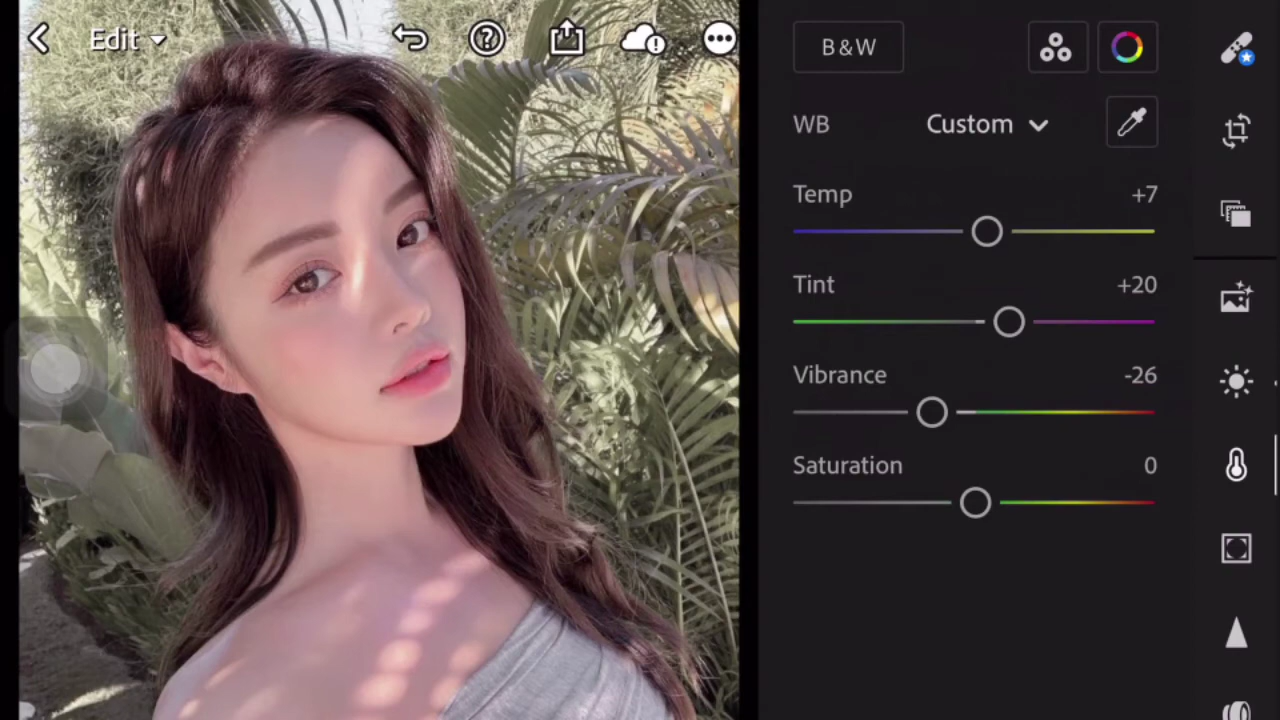 Edit
B&W
WB Custom
Temp +7
Tint +20
Vibrance -26
Saturation 0